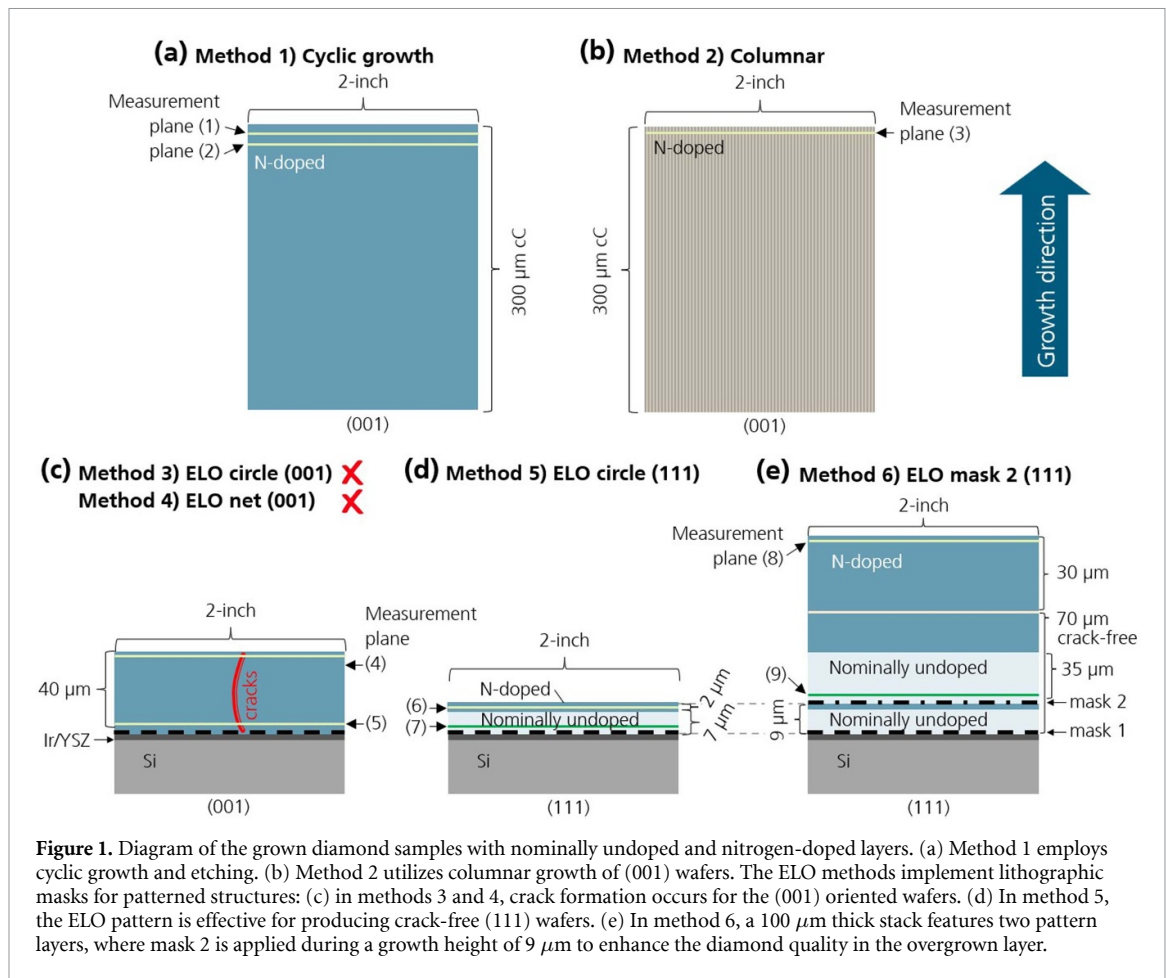 (a) Method 1) Cyclic growth
2-inch
Measurement
plane (1)
plane (2)
N-doped
300 μm cC
(001)
(b) Method 2) Columnar
2-inch
Measurement
plane (3)
N-doped
300 μm cC
(001)
Growth direction
(c) Method 3) ELO circle (001) X
Method 4) ELO net (001) X
2-inch
Measurement
plane
(4)
40 μm
cracks
(5)
Ir/YSZ
Si
(001)
(d) Method 5) ELO circle (111)
2-inch
N-doped
(6)
2 μm
Nominally undoped
(7)
7 μm
Si
(111)
(e) Method 6) ELO mask 2 (111)
2-inch
Measurement
plane (8)
N-doped
30 μm
70 μm
crack-free
Nominally undoped
35 μm
(9)
mask 2
9 μm
Nominally undoped
mask 1
Si
(111)
Figure 1. Diagram of the grown diamond samples with nominally undoped and nitrogen-doped layers. (a) Method 1 employs
cyclic growth and etching. (b) Method 2 utilizes columnar growth of (001) wafers. The ELO methods implement lithographic
masks for patterned structures: (c) in methods 3 and 4, crack formation occurs for the (001) oriented wafers. (d) In method 5,
the ELO pattern is effective for producing crack-free (111) wafers. (e) In method 6, a 100 μm thick stack features two pattern
layers, where mask 2 is applied during a growth height of 9 μm to enhance the diamond quality in the overgrown layer.